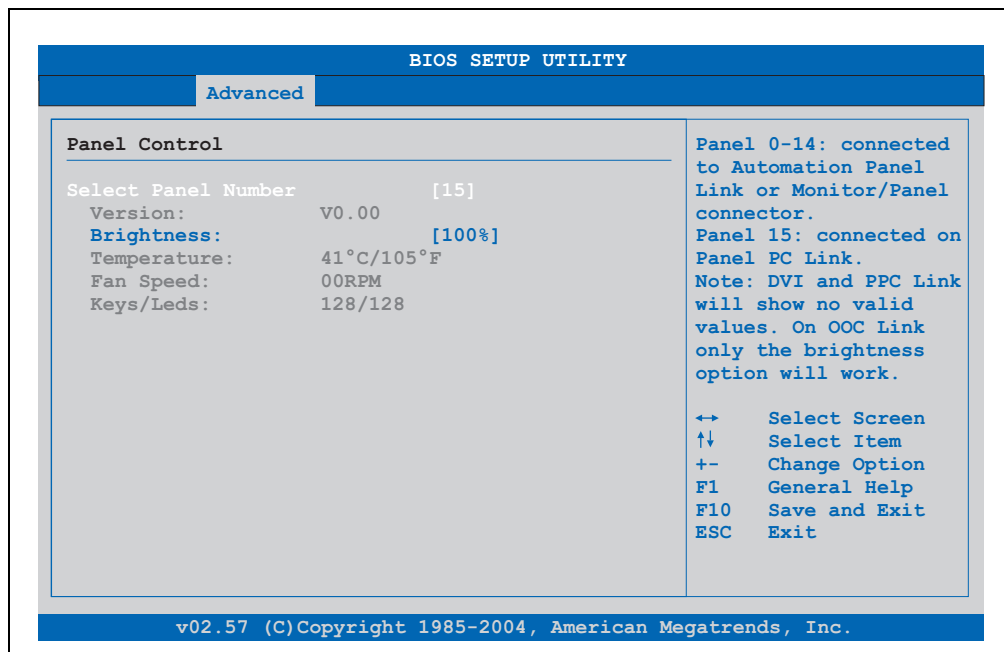 BIOS SETUP UTILITY
Advanced
Panel Control
Select Panel Number [15]
Version: V0.00
Brightness: [100%]
Temperature: 41°C/105°F
Fan Speed: 00RPM
Keys/Leds: 128/128
Panel 0-14: connected
to Automation Panel
Link or Monitor/Panel
connector.
Panel 15: connected on
Panel PC Link.
Note: DVI and PPC Link
will show no valid
values. On OOC Link
only the brightness
option will work.
↔ Select Screen
↑↓ Select Item
+- Change Option
F1 General Help
F10 Save and Exit
ESC Exit
v02.57 (C)Copyright 1985-2004, American Megatrends, Inc.